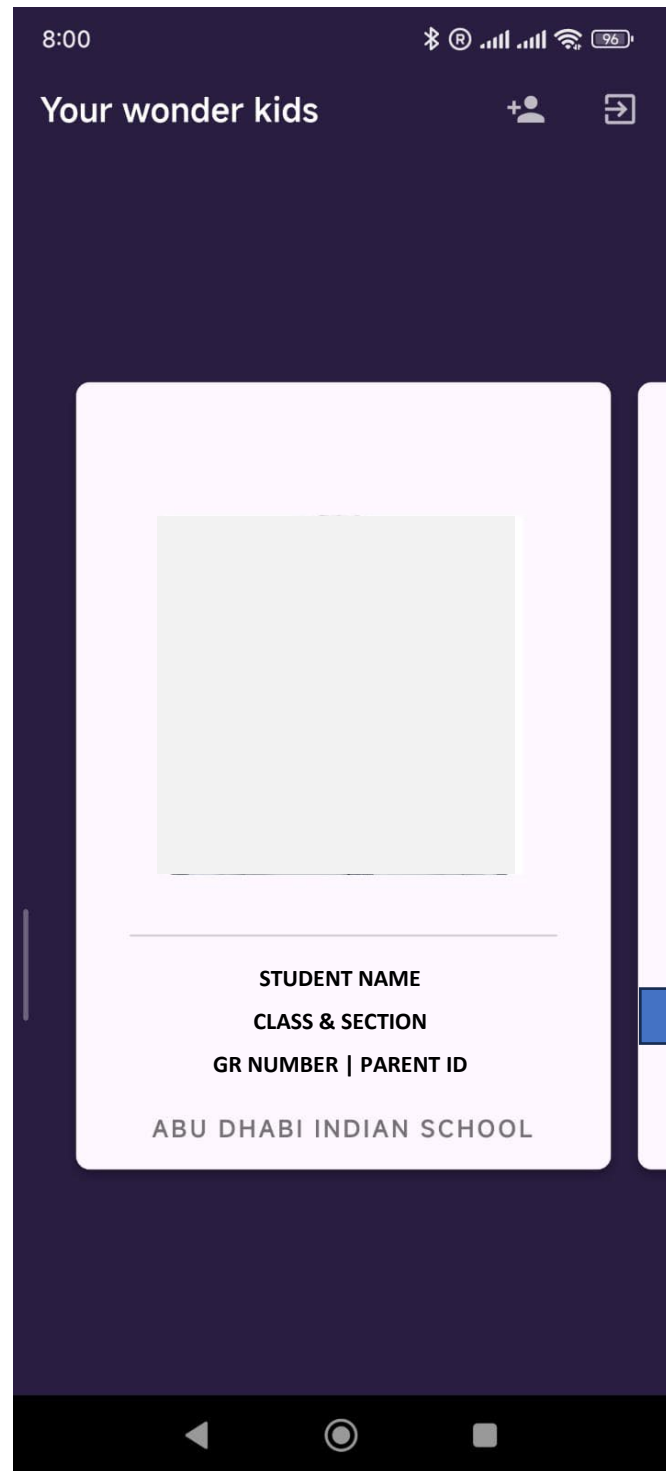 8:00
® 96
Your wonder kids
STUDENT NAME
CLASS & SECTION
GR NUMBER | PARENT ID
ABU DHABI INDIAN SCHOOL